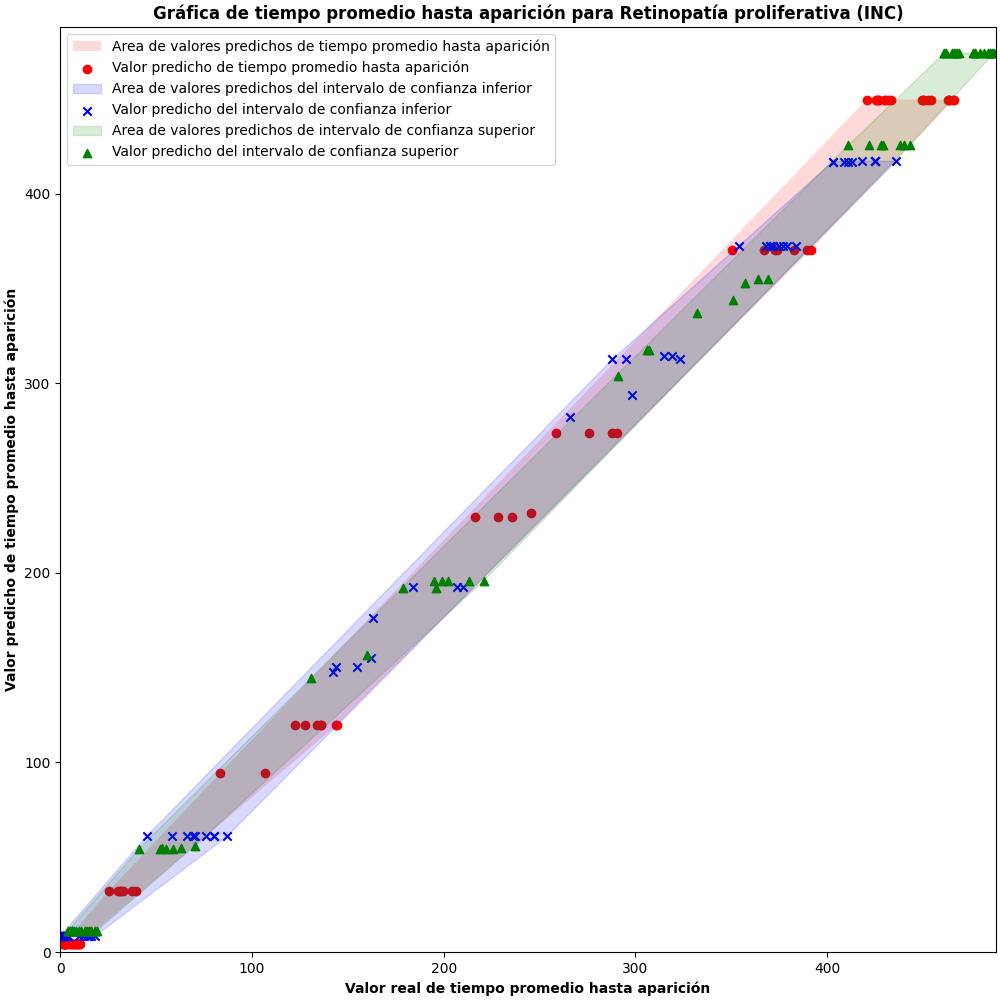 Gráfica de tiempo promedio hasta aparición para Retinopatía proliferativa (INC)
Area de valores predichos de tiempo promedio hasta aparición
Valor predicho de tiempo promedio hasta aparición
Area de valores predichos del intervalo de confianza inferior
Valor predicho del intervalo de confianza inferior
Area de valores predichos de intervalo de confianza superior
Valor predicho del intervalo de confianza superior
Valor predicho de tiempo promedio hasta aparición
400
300
200
100
0
0 100 200 300 400
Valor real de tiempo promedio hasta aparición